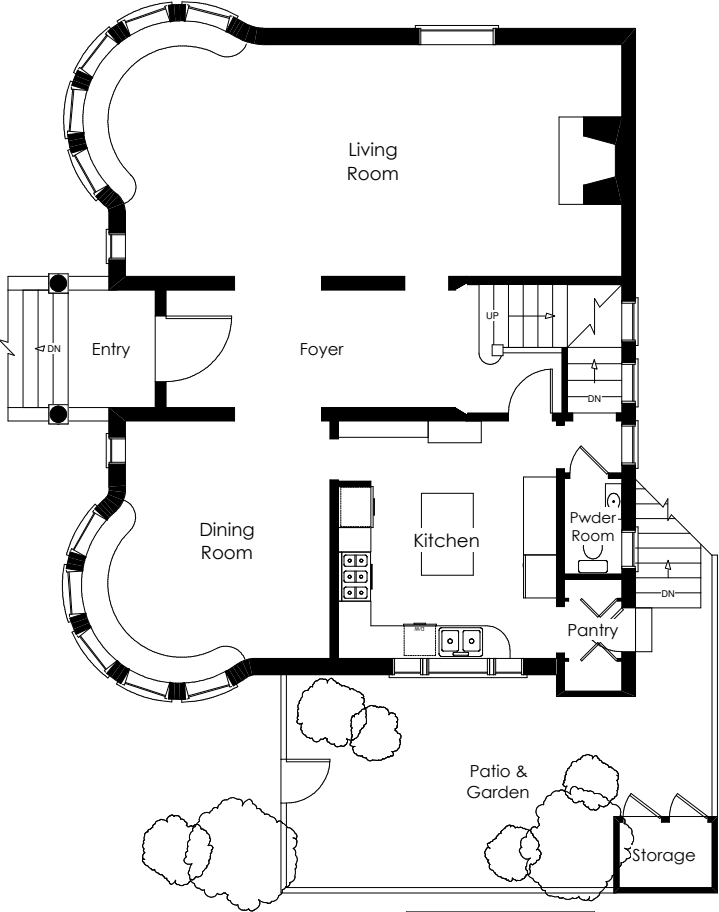 Living
Room
UP
DN
Entry
Foyer
DN
Dining
Room
Kitchen
Pwder
Room
DN
D/W
Pantry
Patio &
Garden
Storage